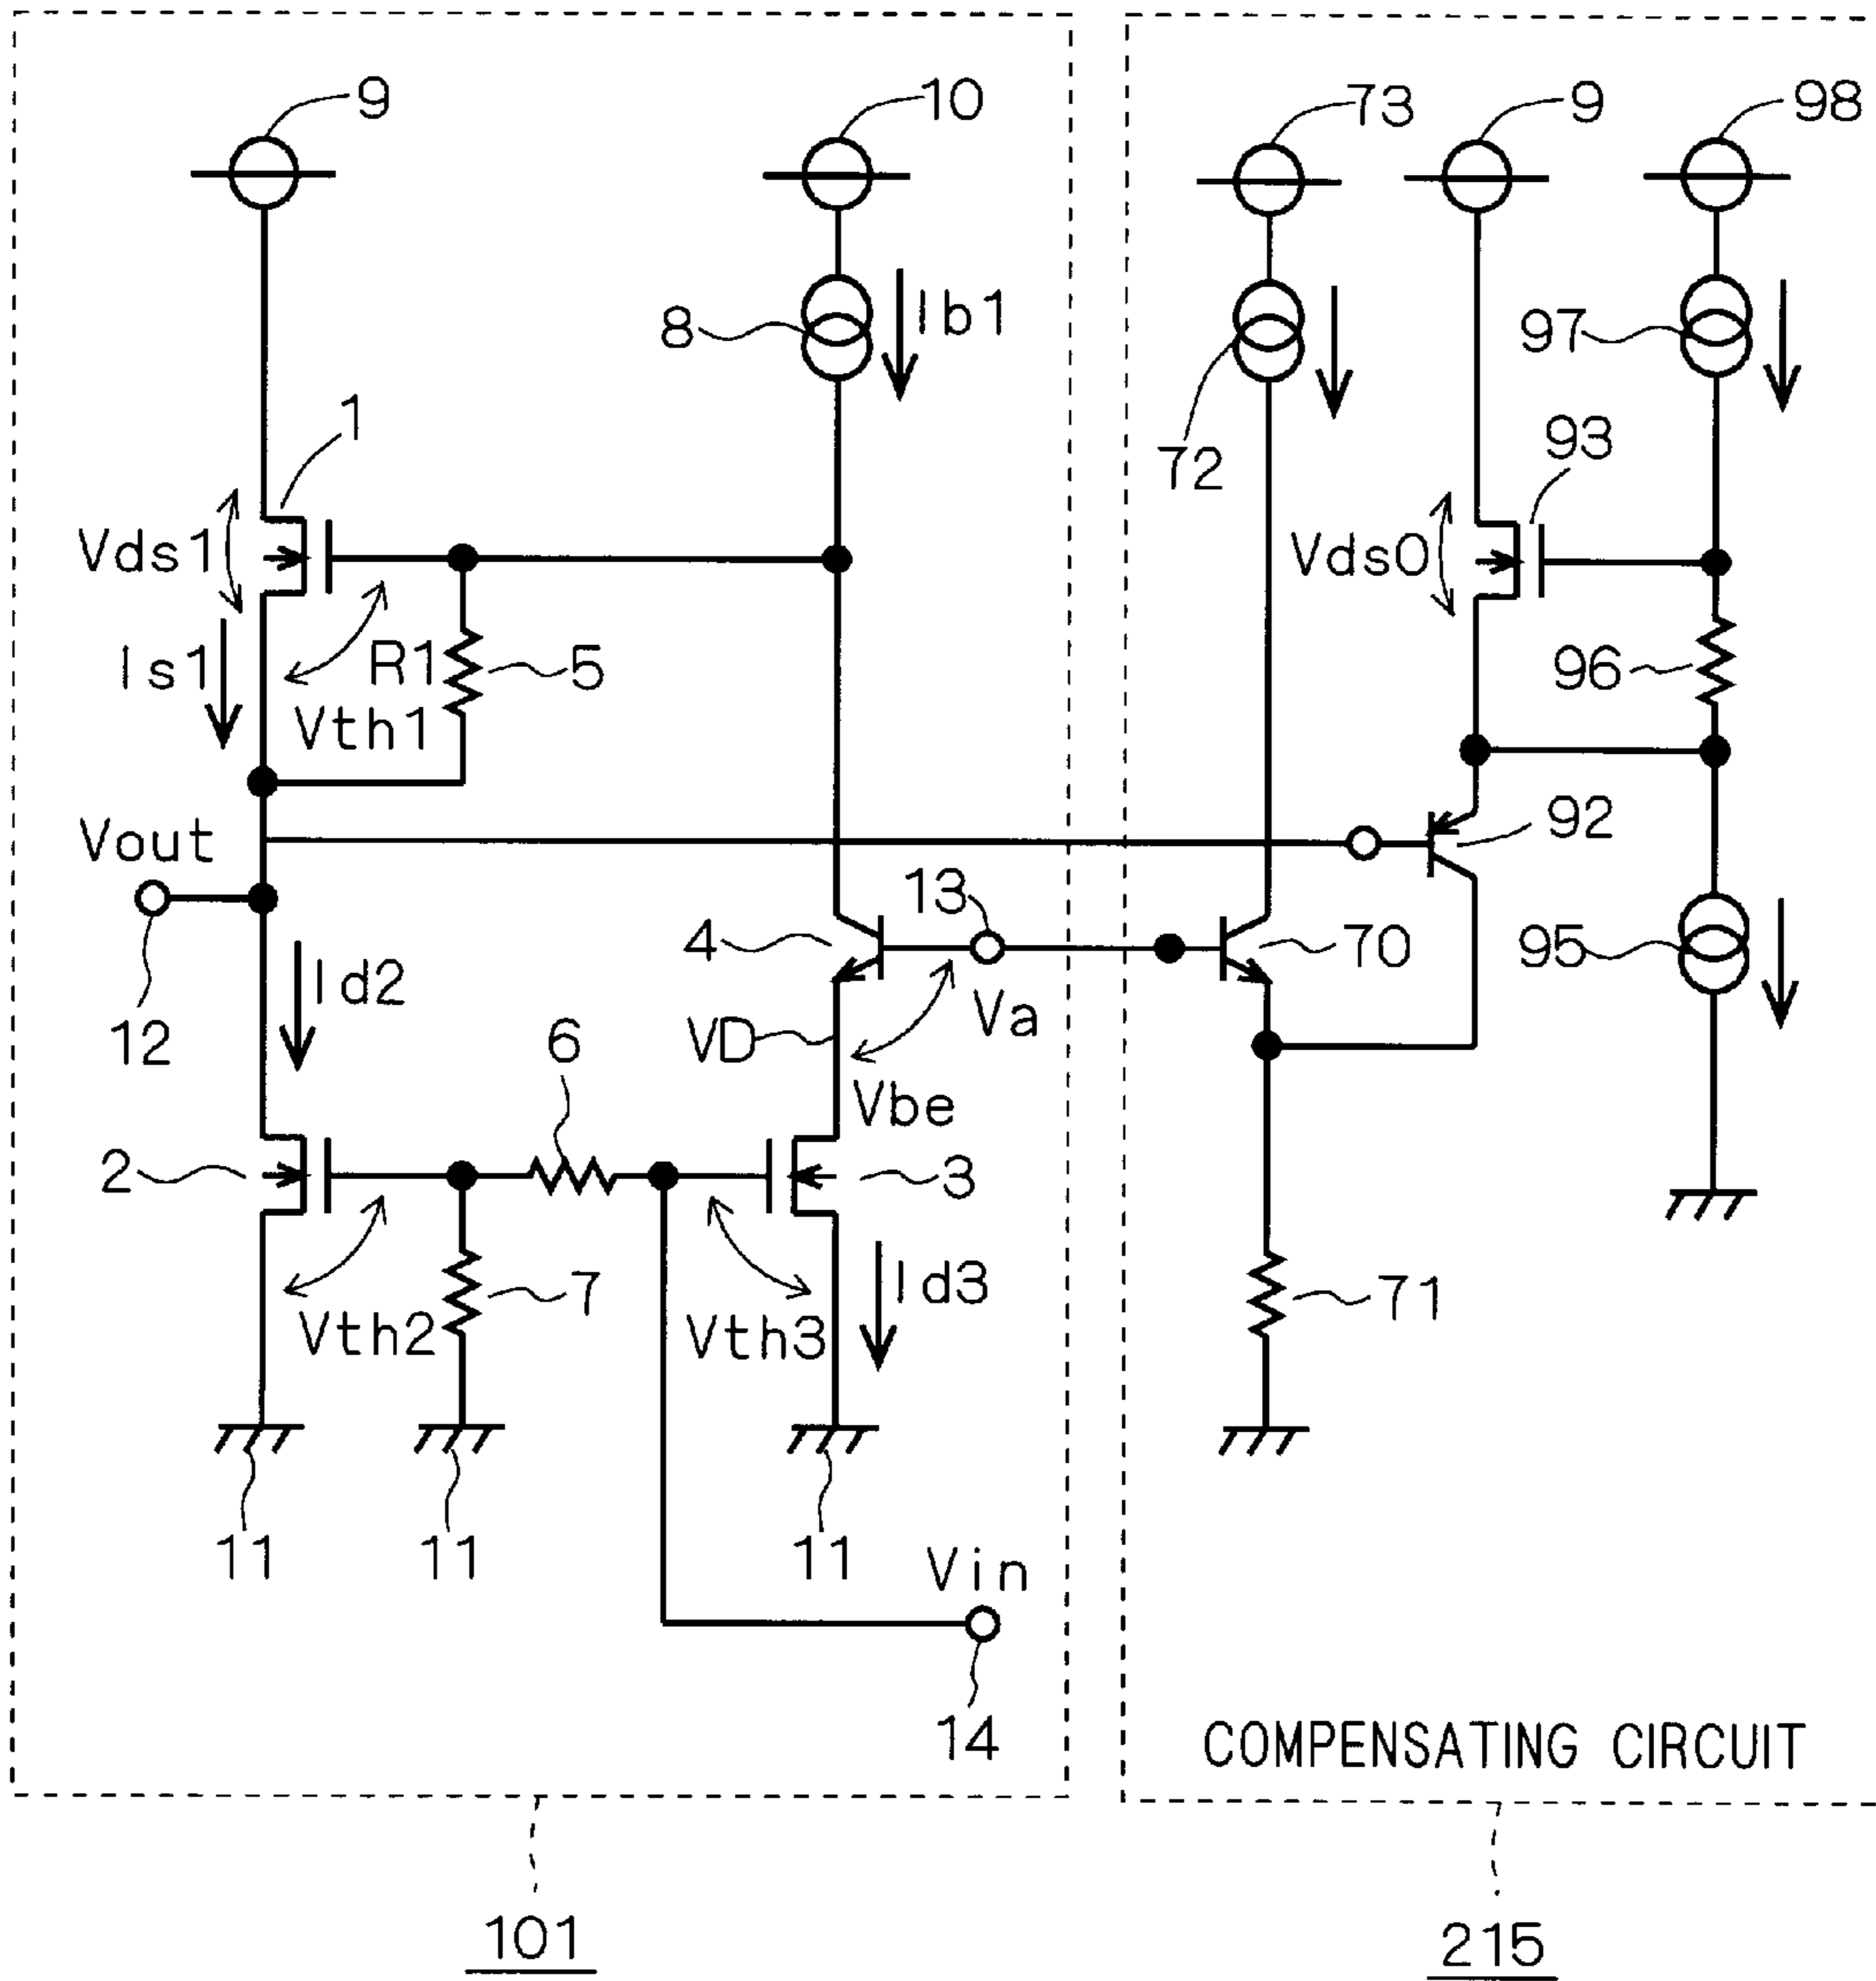 9
10
73
9
98
8
Ib1
97
1
72
93
Vds1
Vds0
Is1
R1
5
96
Vth1
Vout
92
13
4
70
95
Id2
VD
Va
12
6
Vbe
2
3
7
Id3
71
Vth2
Vth3
11
11
11
Vin
14
COMPENSATING CIRCUIT
101
215